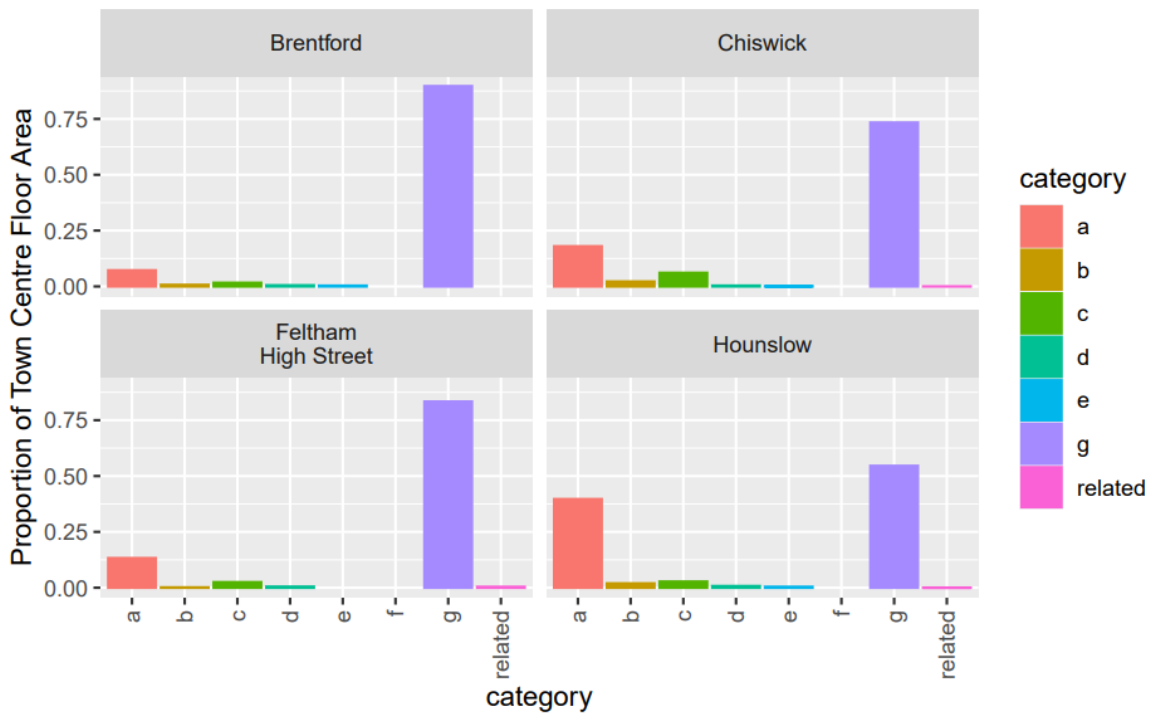 Brentford
Chiswick
0.75
0.50
0.25
0.00
Feltham
High Street
Hounslow
0.75
0.50
0.25
0.00
a b c d e f g related
a b c d e f g related
category
Proportion of Town Centre Floor Area
category
a
b
c
d
e
g
related